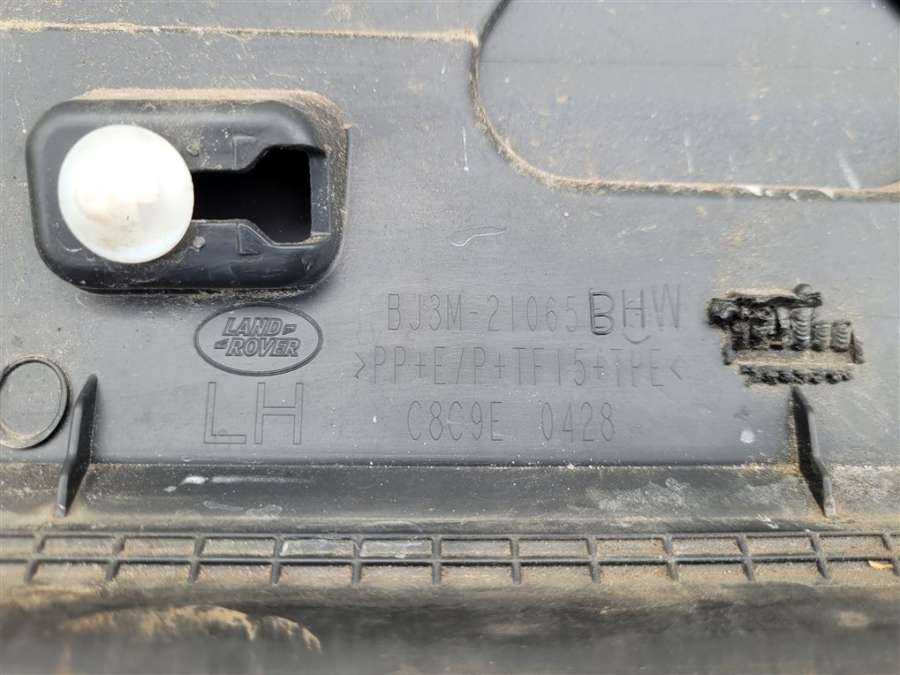 BJ3M-21065BHW
LAND ROVER
>PP+E/P+TF15+TPE<
LH
C8C9E 0428